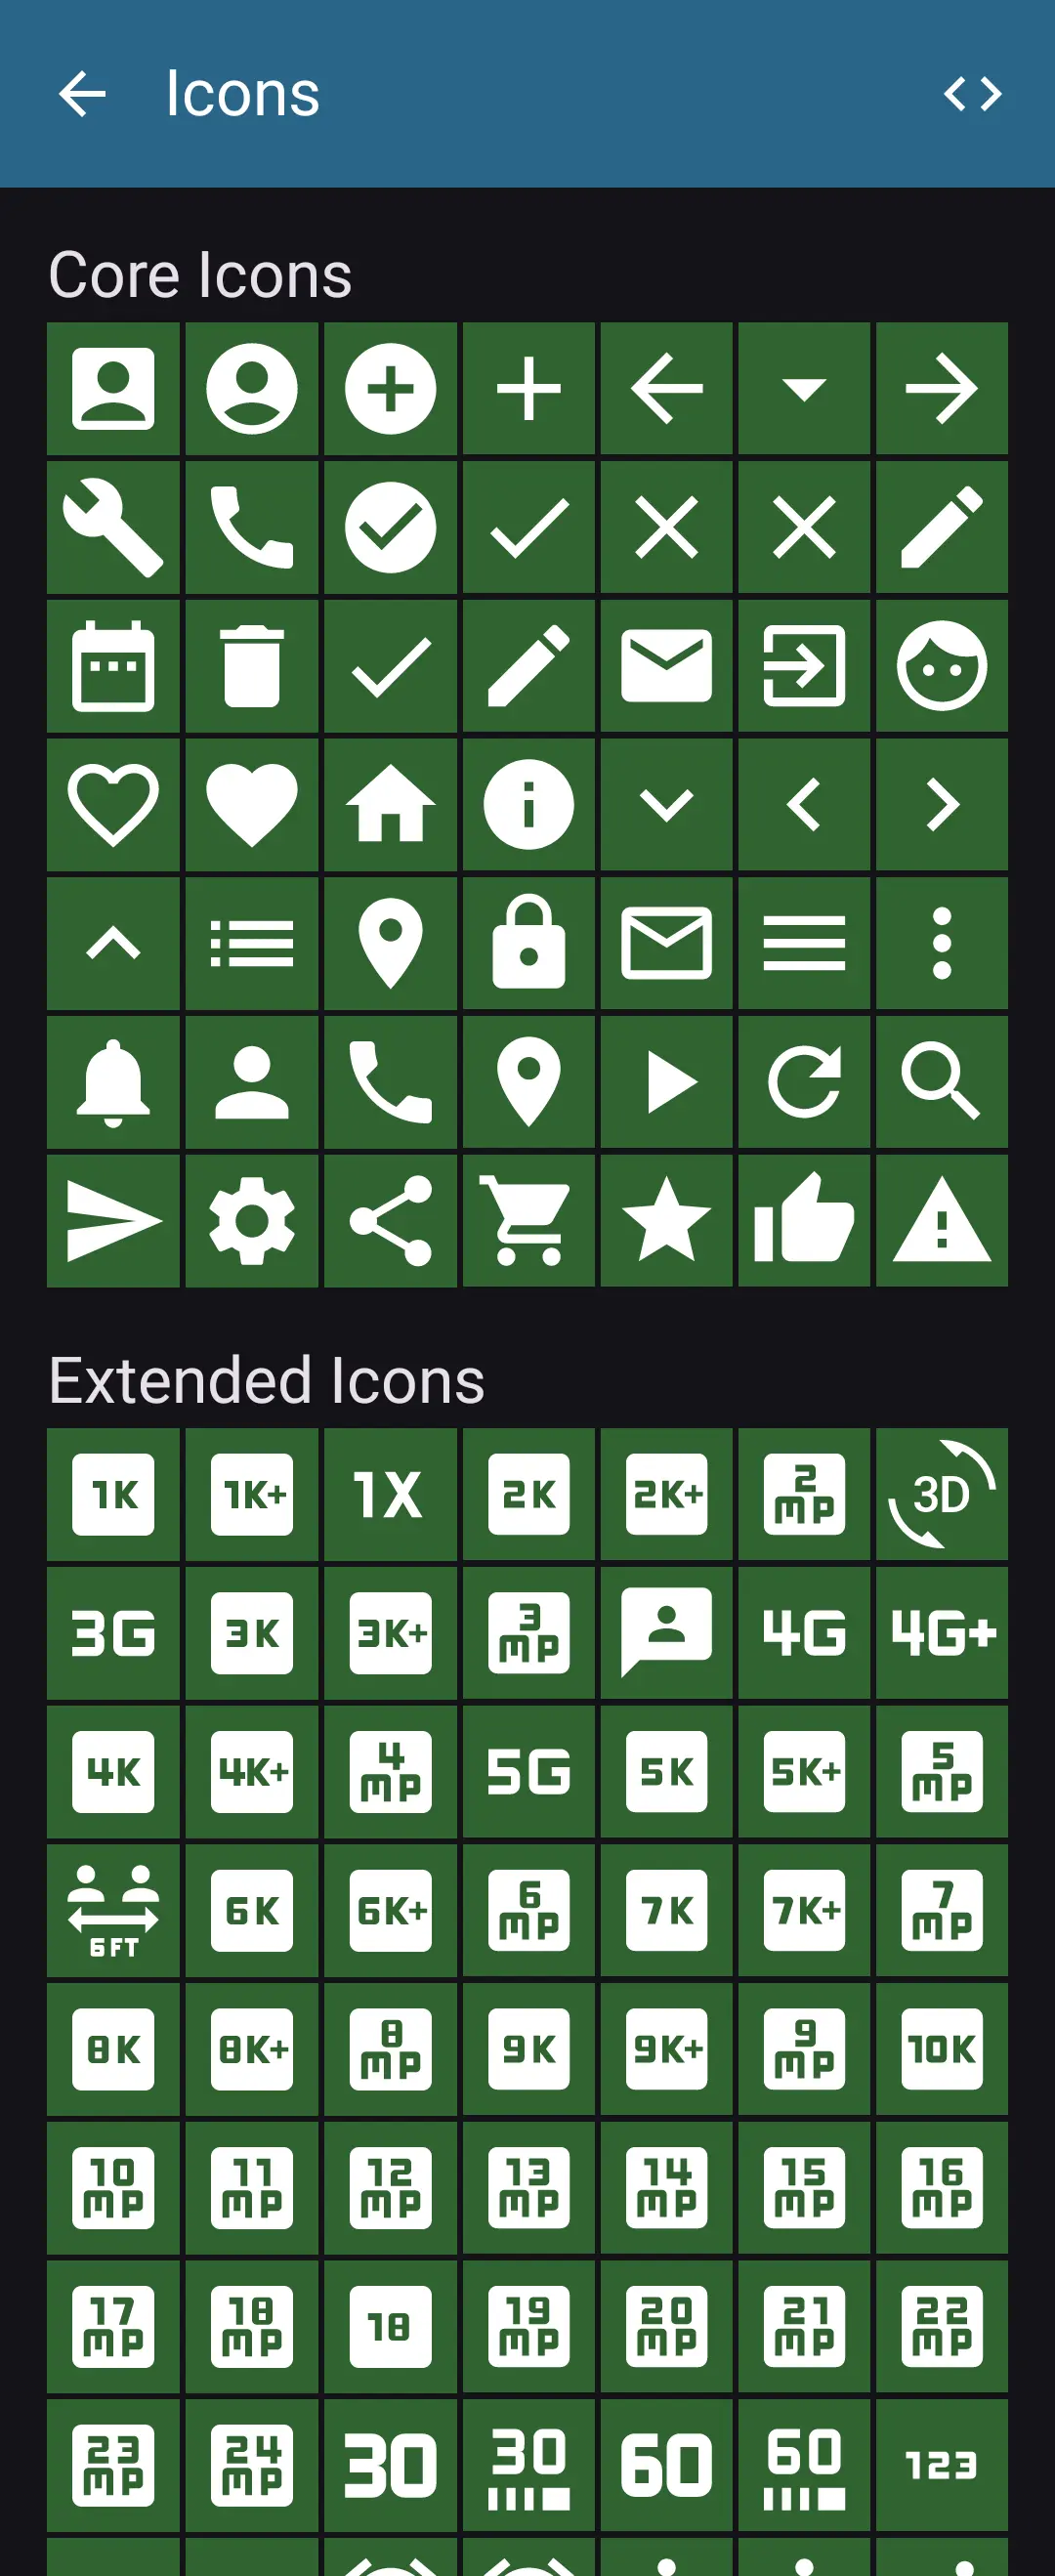 Icons
Core Icons
Extended Icons
1K 1K+ 1X 2K 2K+ 2 MP 3D
3G 3K 3K+ 3 MP 4G 4G+
4K 4K+ 4 MP 5G 5K 5K+ 5 MP
6FT 6K 6K+ 6 MP 7K 7K+ 7 MP
8K 8K+ 8 MP 9K 9K+ 9 MP 10K
10 MP 11 MP 12 MP 13 MP 14 MP 15 MP 16 MP
17 MP 18 MP 18 19 MP 20 MP 21 MP 22 MP
23 MP 24 MP 30 30 60 60 123